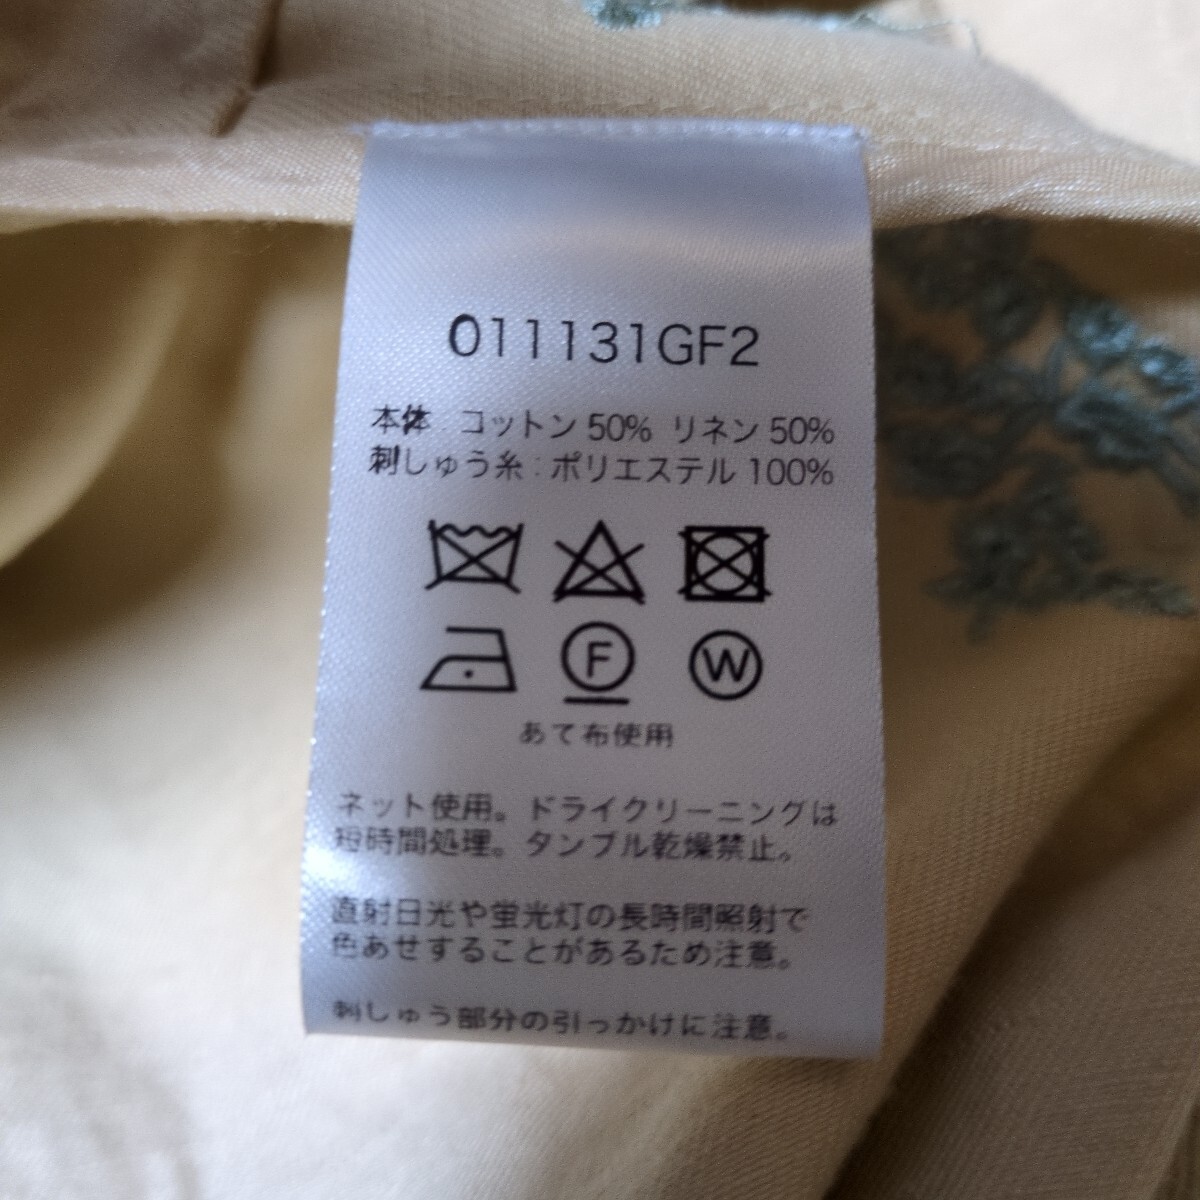 011131GF2
本体 : コットン 50% リネン 50%
刺しゅう糸 : ポリエステル 100%
F W
あて布使用
ネット使用。ドライクリーニングは
短時間処理。タンブル乾燥禁止。
直射日光や蛍光灯の長時間照射で
色あせすることがあるため注意。
刺しゅう部分の引っかけに注意。